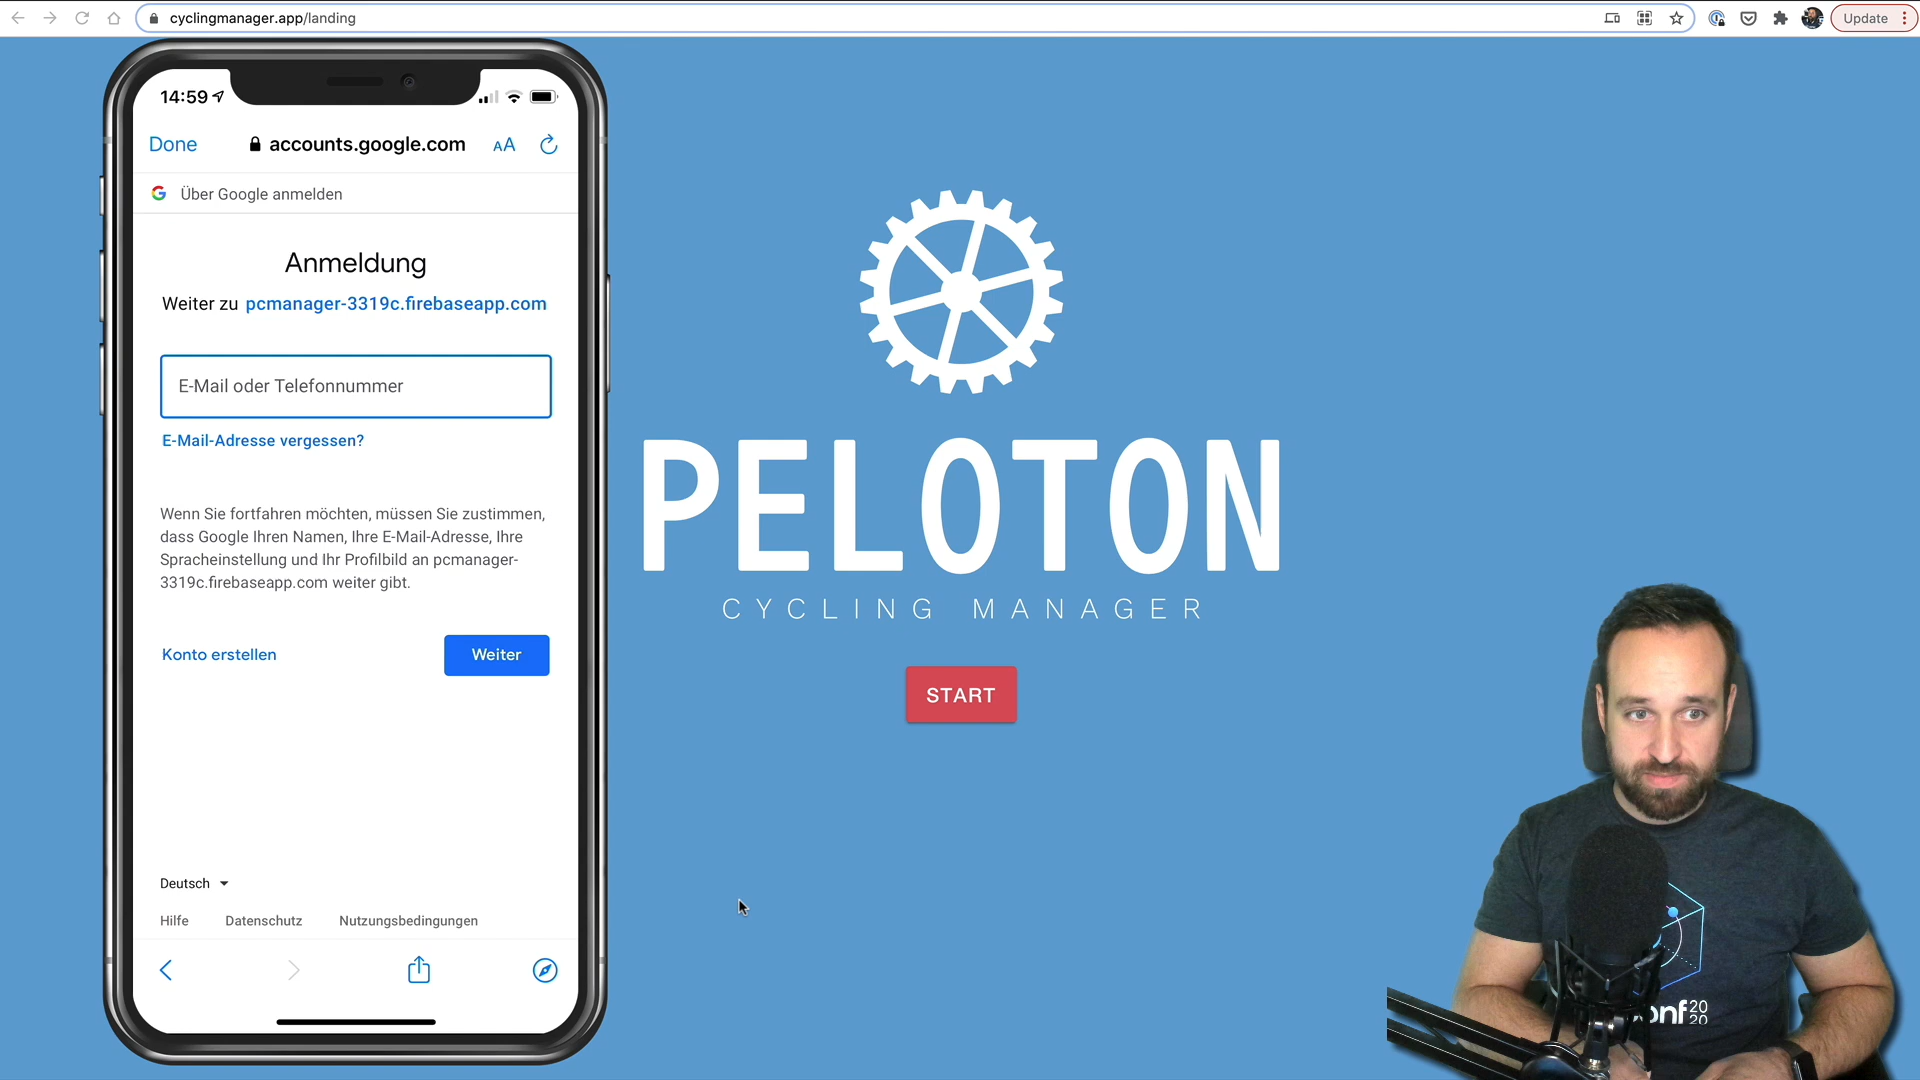 cyclingmanager.app/landing
Update
14:59
Done
accounts.google.com
AA
Über Google anmelden
Anmeldung
Weiter zu pcmanager-3319c.firebaseapp.com
E-Mail oder Telefonnummer
E-Mail-Adresse vergessen?
Wenn Sie fortfahren möchten, müssen Sie zustimmen,
dass Google Ihren Namen, Ihre E-Mail-Adresse, Ihre
Spracheinstellung und Ihr Profilbild an pcmanager-
3319c.firebaseapp.com weiter gibt.
Konto erstellen
Weiter
Deutsch
Hilfe
Datenschutz
Nutzungsbedingungen
PELOTON
CYCLING MANAGER
START
20
20